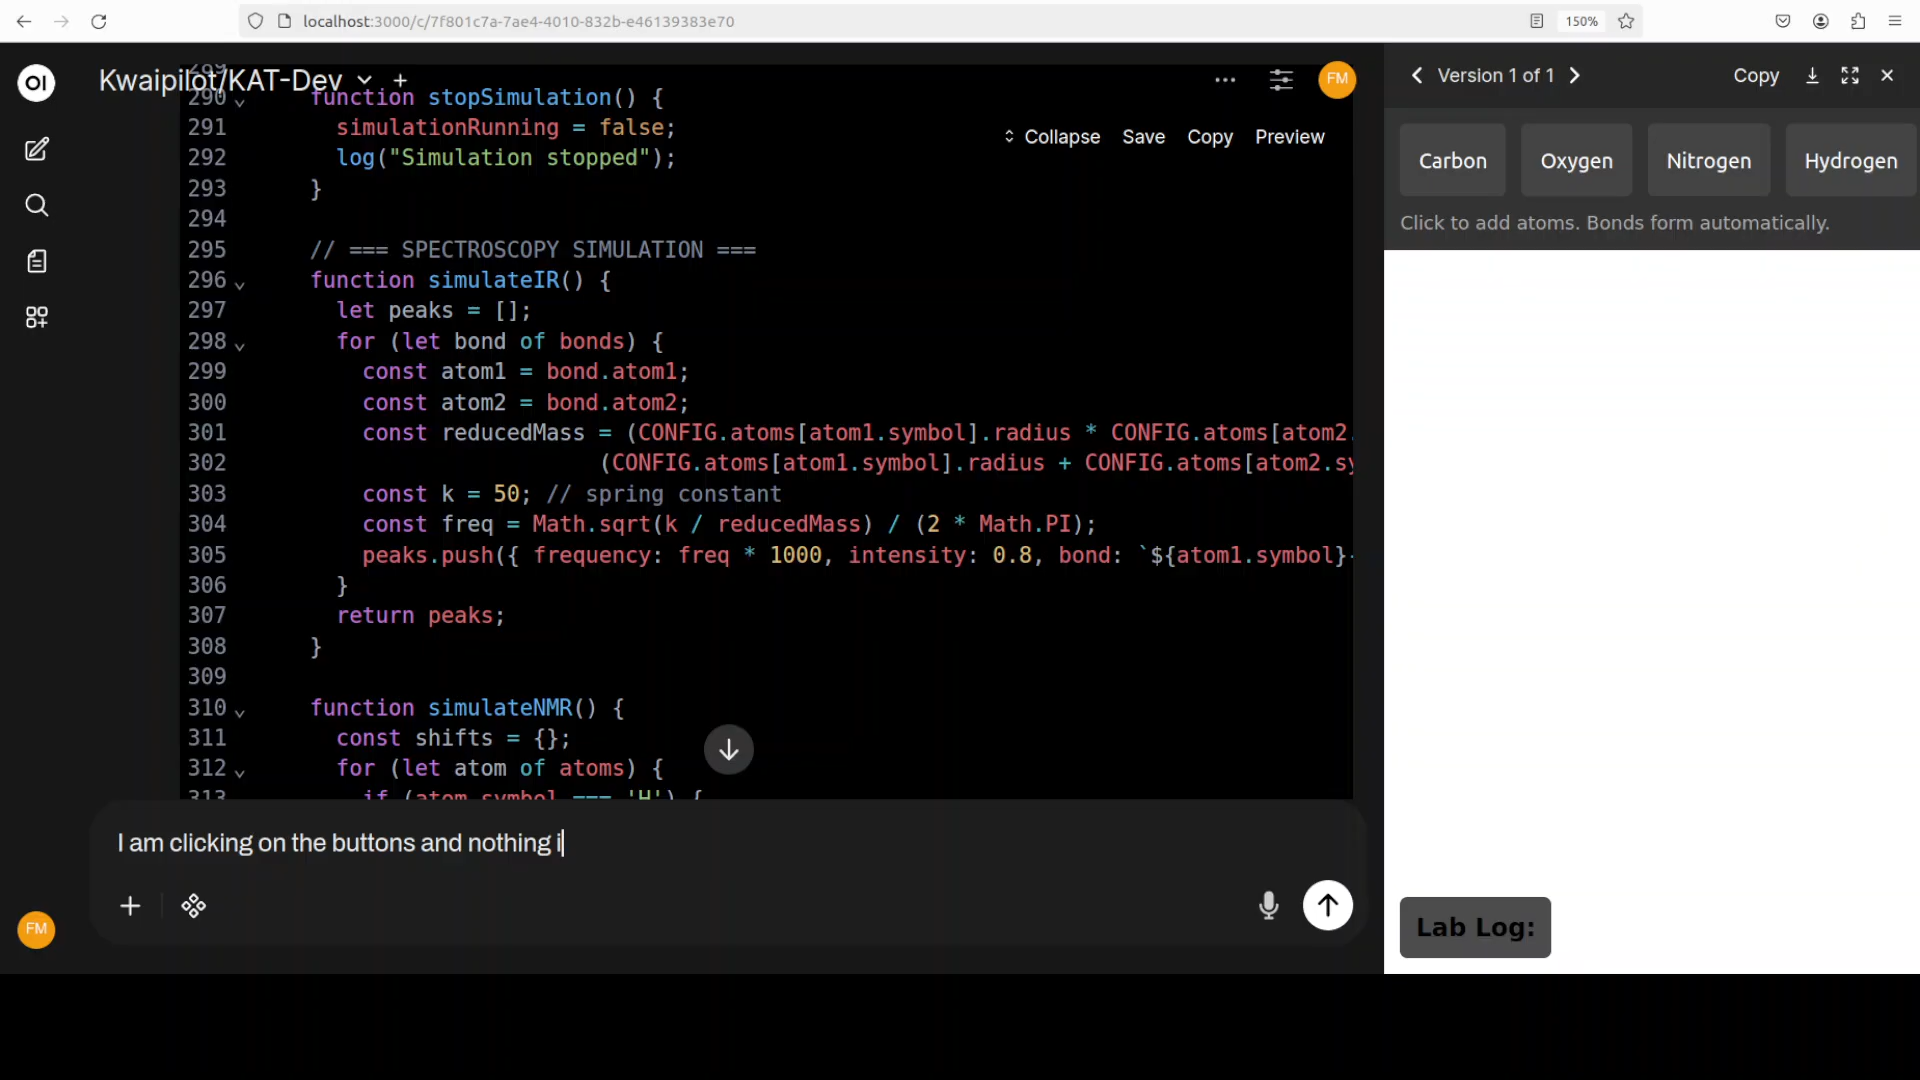 localhost:3000/c/7f801c7a-7ae4-4010-832b-e46139383e70
150%
OI
Kwaipilot/KAT-Dev
FM
289
290 function stopSimulation() {
291 simulationRunning = false;
292 log("Simulation stopped");
293 }
294
295 // === SPECTROSCOPY SIMULATION ===
296 function simulateIR() {
297 let peaks = [];
298 for (let bond of bonds) {
299 const atom1 = bond.atom1;
300 const atom2 = bond.atom2;
301 const reducedMass = (CONFIG.atoms[atom1.symbol].radius * CONFIG.atoms[atom2.
302 (CONFIG.atoms[atom1.symbol].radius + CONFIG.atoms[atom2.sy
303 const k = 50; // spring constant
304 const freq = Math.sqrt(k / reducedMass) / (2 * Math.PI);
305 peaks.push({ frequency: freq * 1000, intensity: 0.8, bond: `${atom1.symbol}-
306 }
307 return peaks;
308 }
309
310 function simulateNMR() {
311 const shifts = {};
312 for (let atom of atoms) {
313 if (atom.symbol === 'H') {
Collapse Save Copy Preview
I am clicking on the buttons and nothing i
FM
Version 1 of 1
Copy
Carbon Oxygen Nitrogen Hydrogen
Click to add atoms. Bonds form automatically.
Lab Log: